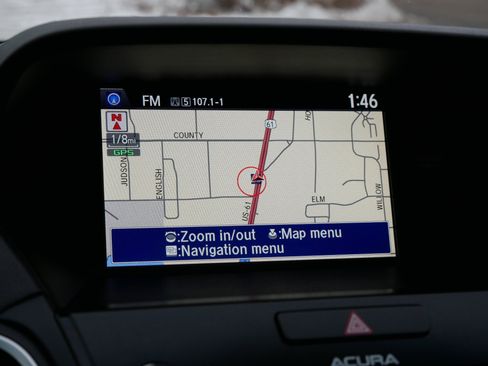 FM 5 107.1-1 1:46
N
1/8mi
GPS
COUNTY
61
JUDSON
ENGLISH
US-61
ELM
WILLOW
:Zoom in/out :Map menu
:Navigation menu
ACURA